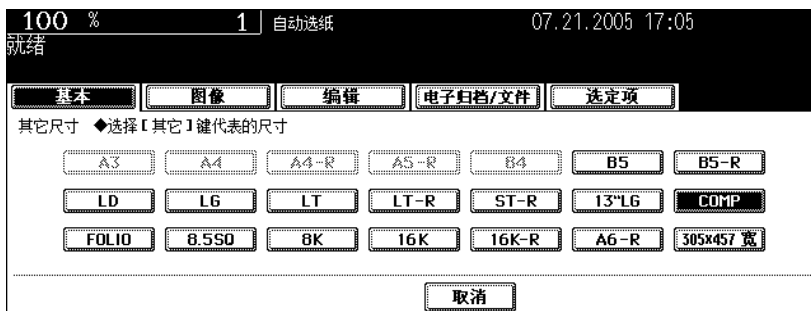 100 % 1 自动选纸 07.21.2005 17:05
就绪
基本 图像 编辑 电子归档/文件 选定项
其它尺寸 ◆选择【其它】键代表的尺寸
A3 A4 A4-R A5-R B4 B5 B5-R
LD LG LT LT-R ST-R 13"LG COMP
FOLIO 8.5SQ 8K 16K 16K-R A6-R 305x457 宽
取消